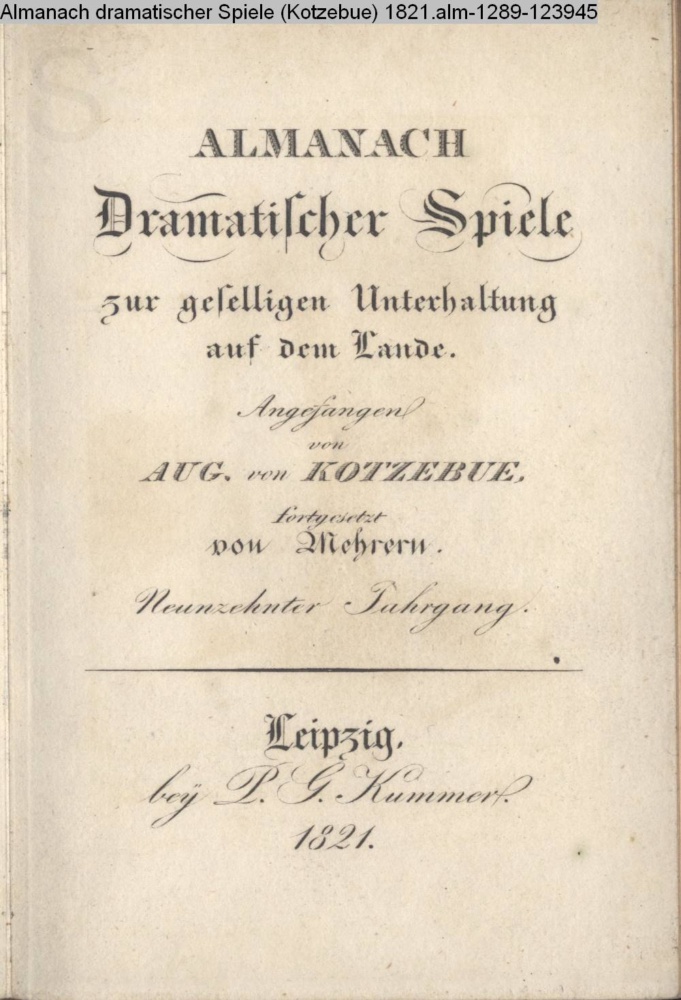 Almanach dramatischer Spiele (Kotzebue) 1821.alm-1289-123945
ALMANACH
Dramatiſcher Spiele
zur geſelligen Unterhaltung
auf dem Lande.
Angefangen
von
AUG. von KOTZEBUE,
fortgesetzt
von Mehrern.
Neunzehnter Jahrgang.
Leipzig,
beÿ P. G. Kummer.
1821.